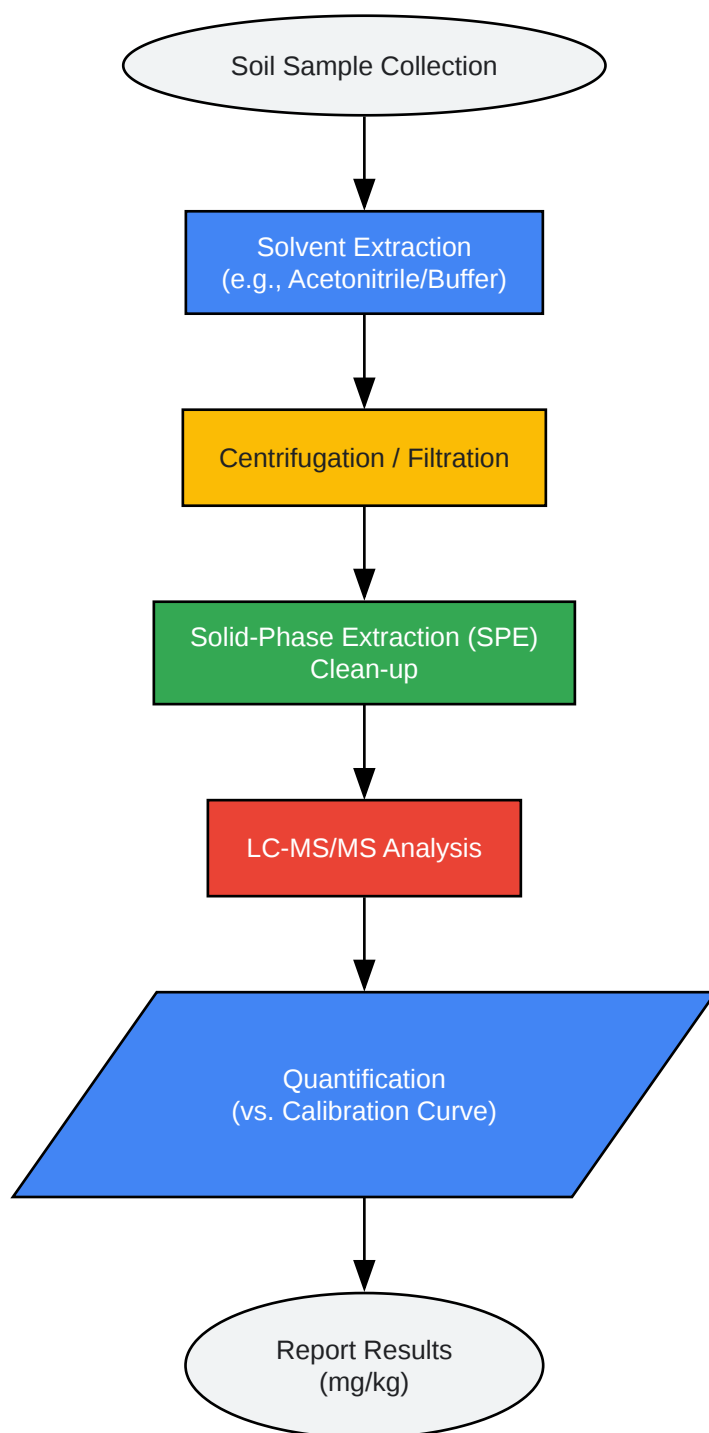 Soil Sample Collection
Solvent Extraction
(e.g., Acetonitrile/Buffer)
Centrifugation / Filtration
Solid-Phase Extraction (SPE)
Clean-up
LC-MS/MS Analysis
Quantification
(vs. Calibration Curve)
Report Results
(mg/kg)